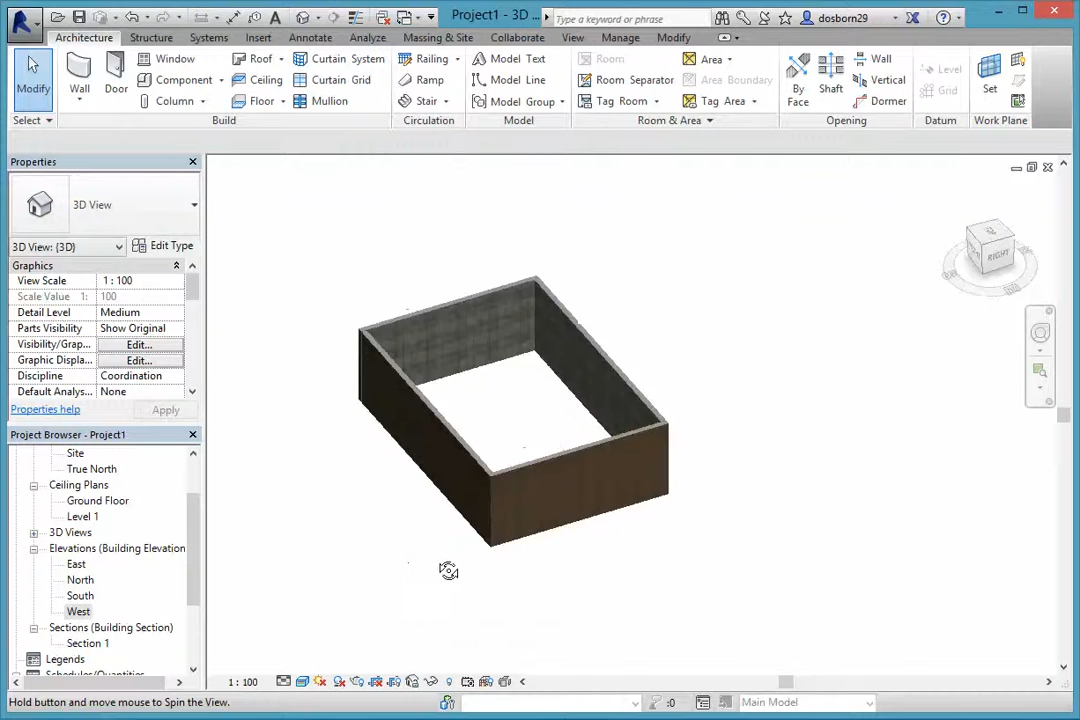 Project1 - 3D ...
Type a keyword or phrase
dosborn29
Architecture
Structure
Systems
Insert
Annotate
Analyze
Massing & Site
Collaborate
View
Manage
Modify
Modify
Wall
Door
Window
Component
Column
Roof
Ceiling
Floor
Curtain System
Curtain Grid
Mullion
Railing
Ramp
Stair
Model Text
Model Line
Model Group
Room
Room Separator
Tag Room
Area
Area Boundary
Tag Area
By Face
Shaft
Wall
Vertical
Dormer
Level
Grid
Set
Select
Build
Circulation
Model
Room & Area
Opening
Datum
Work Plane
Properties
3D View
3D View: {3D}
Edit Type
Graphics
View Scale 1 : 100
Scale Value 1: 100
Detail Level Medium
Parts Visibility Show Original
Visibility/Grap... Edit...
Graphic Displa... Edit...
Discipline Coordination
Default Analys... None
Properties help
Apply
Project Browser - Project1
Site
True North
Ceiling Plans
Ground Floor
Level 1
3D Views
Elevations (Building Elevation
East
North
South
West
Sections (Building Section)
Section 1
Legends
Schedules/Quantities
RIGHT
1 : 100
Hold button and move mouse to Spin the View.
:0
Main Model